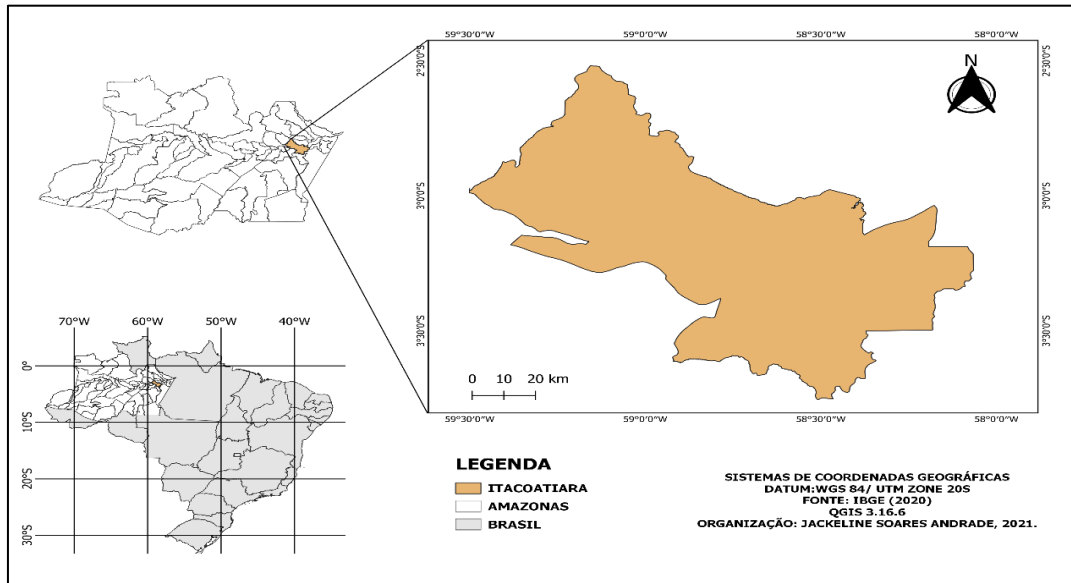 59°30'0"W 59°0'0"W 58°30'0"W 58°0'0"W
2°30'0"S 2°30'0"S
N
3°0'0"S 3°0'0"S
3°30'0"S 3°30'0"S
0 10 20 km
59°30'0"W 59°0'0"W 58°30'0"W 58°0'0"W
70°W 60°W 50°W 40°W
0°
10°S
20°S
30°S
LEGENDA
ITACOATIARA
AMAZONAS
BRASIL
SISTEMAS DE COORDENADAS GEOGRÁFICAS
DATUM:WGS 84/ UTM ZONE 20S
FONTE: IBGE (2020)
QGIS 3.16.6
ORGANIZAÇÃO: JACKELINE SOARES ANDRADE, 2021.